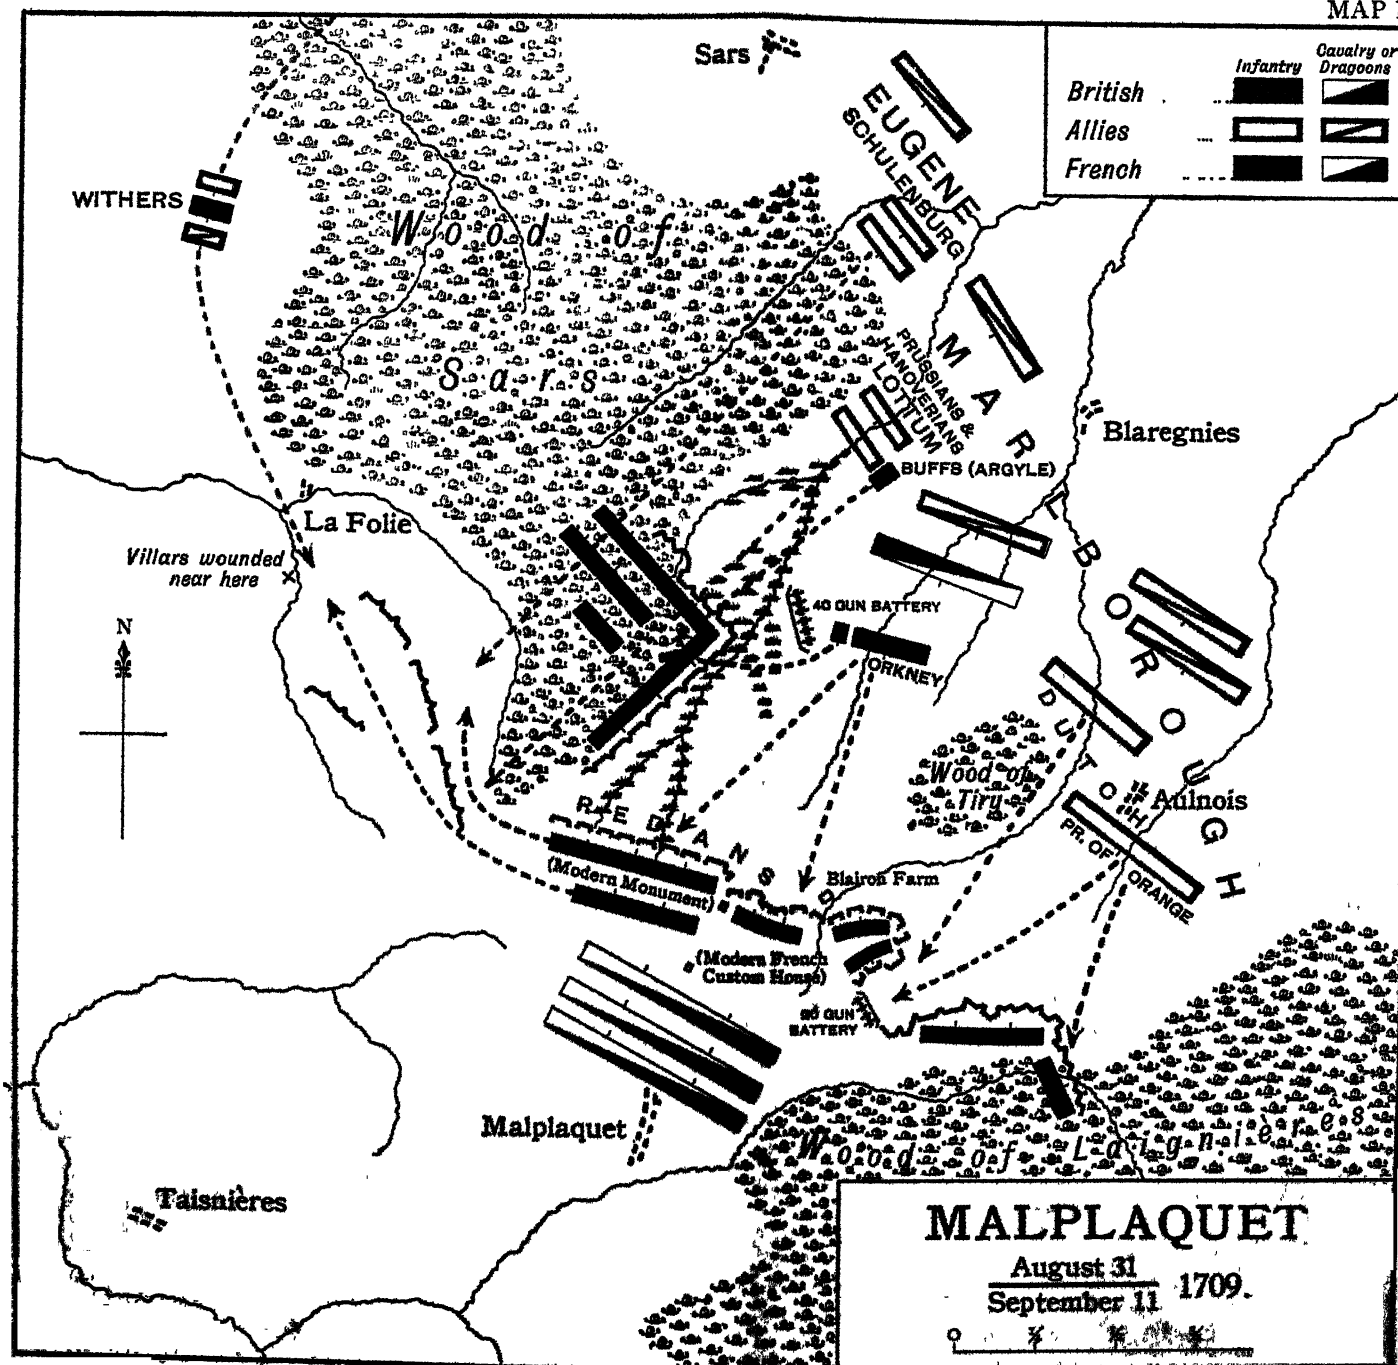 MAP
Infantry
Cavalry or
Dragoons
British
Allies
French
Sars
EUGENE
SCHULENBURG
WITHERS
Wood of
Sars
MARLBOROUGH
PRUSSIANS &
HANOVERIANS
LOTTUM
BUFFS (ARGYLE)
Blaregnies
La Folie
Villars wounded
near here
N
40 GUN BATTERY
ORKNEY
DUTCH
Wood of
Tiry
Aulnois
PR. OF ORANGE
REDANS
(Modern Monument)
Blairon Farm
(Modern French
Custom House)
20 GUN
BATTERY
Malplaquet
Wood of Laignières
Taisnières
MALPLAQUET
August 31
September 11 1709.